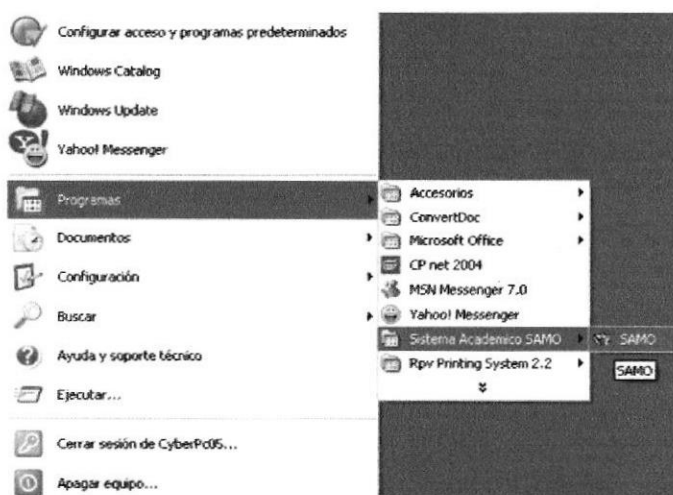 Configurar acceso y programas predeterminados
Windows Catalog
Windows Update
Yahoo! Messenger
Programas
Documentos
Configuración
Buscar
Ayuda y soporte técnico
Ejecutar...
Cerrar sesión de CyberPc05...
Apagar equipo...
Accesorios
ConvertDoc
Microsoft Office
CP net 2004
MSN Messenger 7.0
Yahoo! Messenger
Sistema Academico SAMO
Rpv Printing System 2.2
SAMO
SAMO